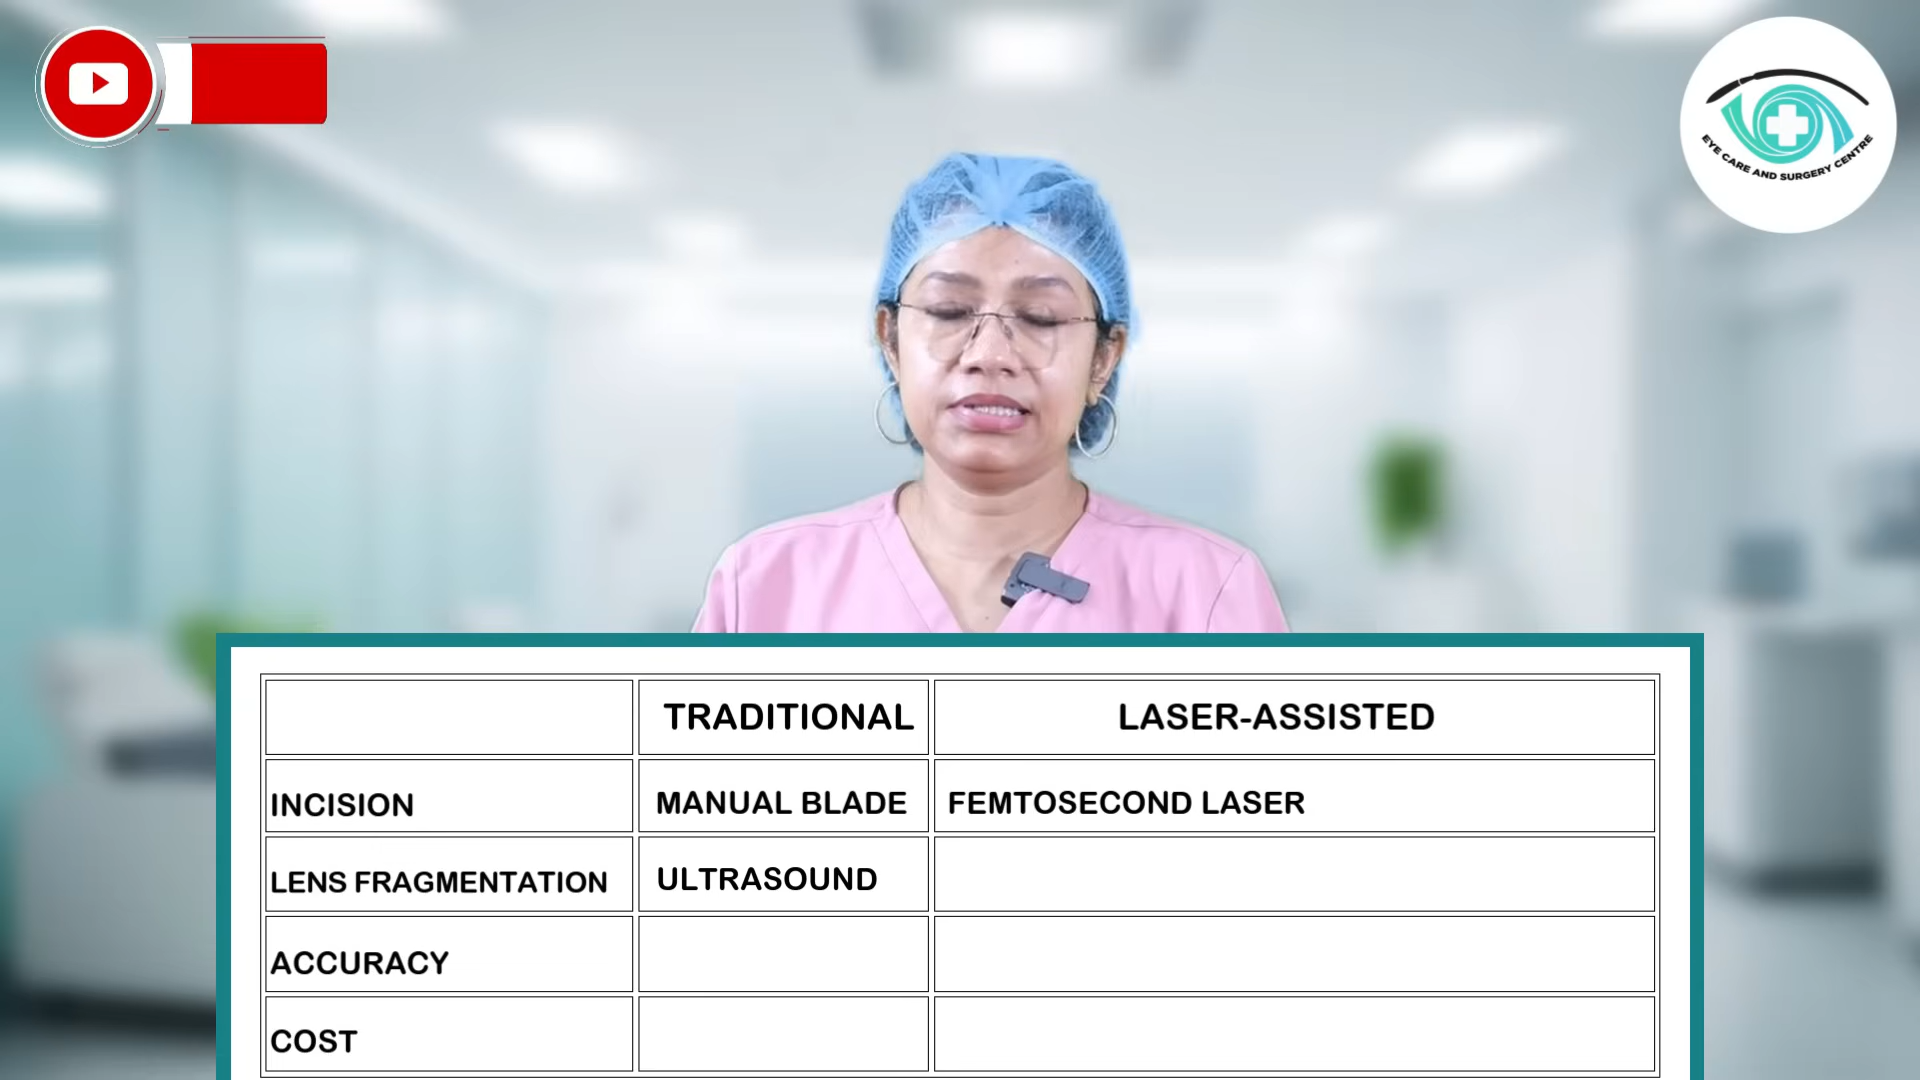 EYE CARE AND SURGERY CENTRE
TRADITIONAL LASER-ASSISTED
INCISION MANUAL BLADE FEMTOSECOND LASER
LENS FRAGMENTATION ULTRASOUND
ACCURACY
COST